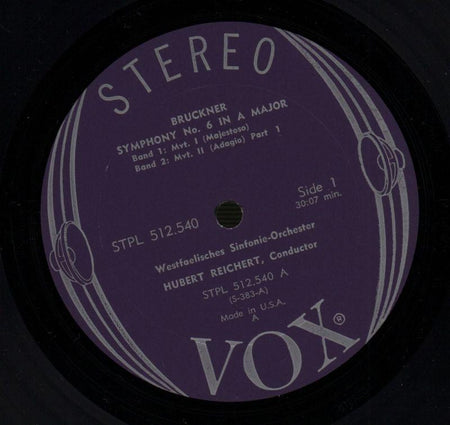 STEREO
BRUCKNER
SYMPHONY No. 6 IN A MAJOR
Band 1: Mvt. I (Majestoso)
Band 2: Mvt. II (Adagio) Part 1
Side 1
30:07 min.
STPL 512.540
Westfaelisches Sinfonie-Orchester
HUBERT REICHERT, Conductor
STPL 512.540 A
(S-383-A)
Made in U.S.A.
A
VOX®